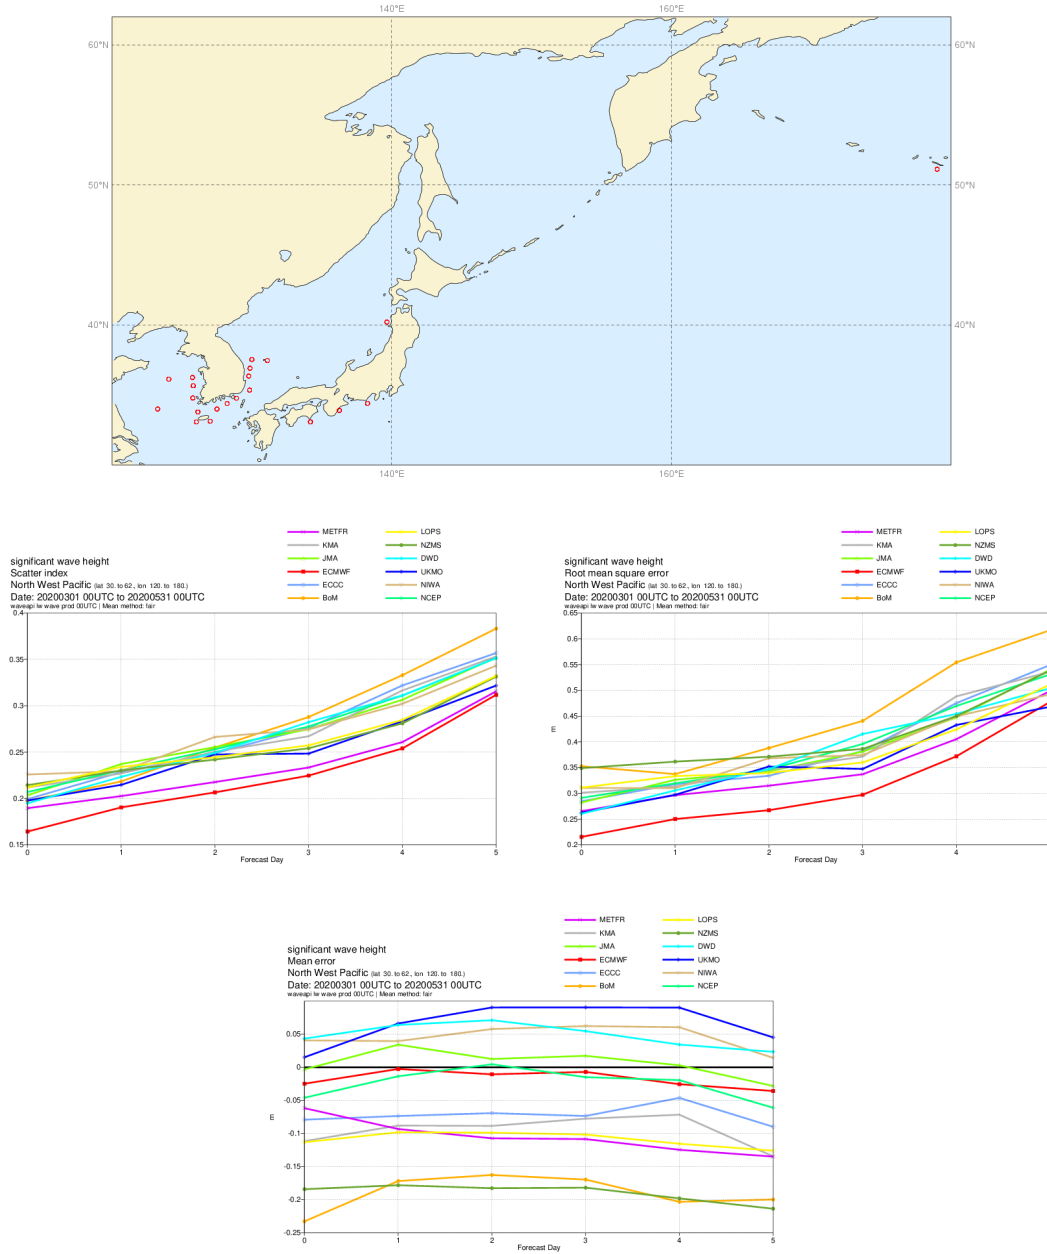 140°E 160°E
60°N 60°N
50°N 50°N
40°N 40°N
140°E 160°E
METFR LOPS
KMA NZMS
JMA DWD
ECMWF UKMO
ECCC NIWA
BoM NCEP
significant wave height
Scatter index
North West Pacific (lat 30. to 62., lon 120. to 180.)
Date: 20200301 00UTC to 20200531 00UTC
waveapi lw wave prod 00UTC | Mean method: fair
0.4
0.35
0.3
0.25
0.2
0.15
0 1 2 3 4 5
Forecast Day
METFR LOPS
KMA NZMS
JMA DWD
ECMWF UKMO
ECCC NIWA
BoM NCEP
significant wave height
Root mean square error
North West Pacific (lat 30. to 62., lon 120. to 180.)
Date: 20200301 00UTC to 20200531 00UTC
waveapi lw wave prod 00UTC | Mean method: fair
0.65
0.6
0.55
0.5
0.45
m
0.4
0.35
0.3
0.25
0.2
0 1 2 3 4
Forecast Day
METFR LOPS
KMA NZMS
JMA DWD
ECMWF UKMO
ECCC NIWA
BoM NCEP
significant wave height
Mean error
North West Pacific (lat 30. to 62., lon 120. to 180.)
Date: 20200301 00UTC to 20200531 00UTC
waveapi lw wave prod 00UTC | Mean method: fair
0.05
0
-0.05
m
-0.1
-0.15
-0.2
-0.25
0 1 2 3 4 5
Forecast Day